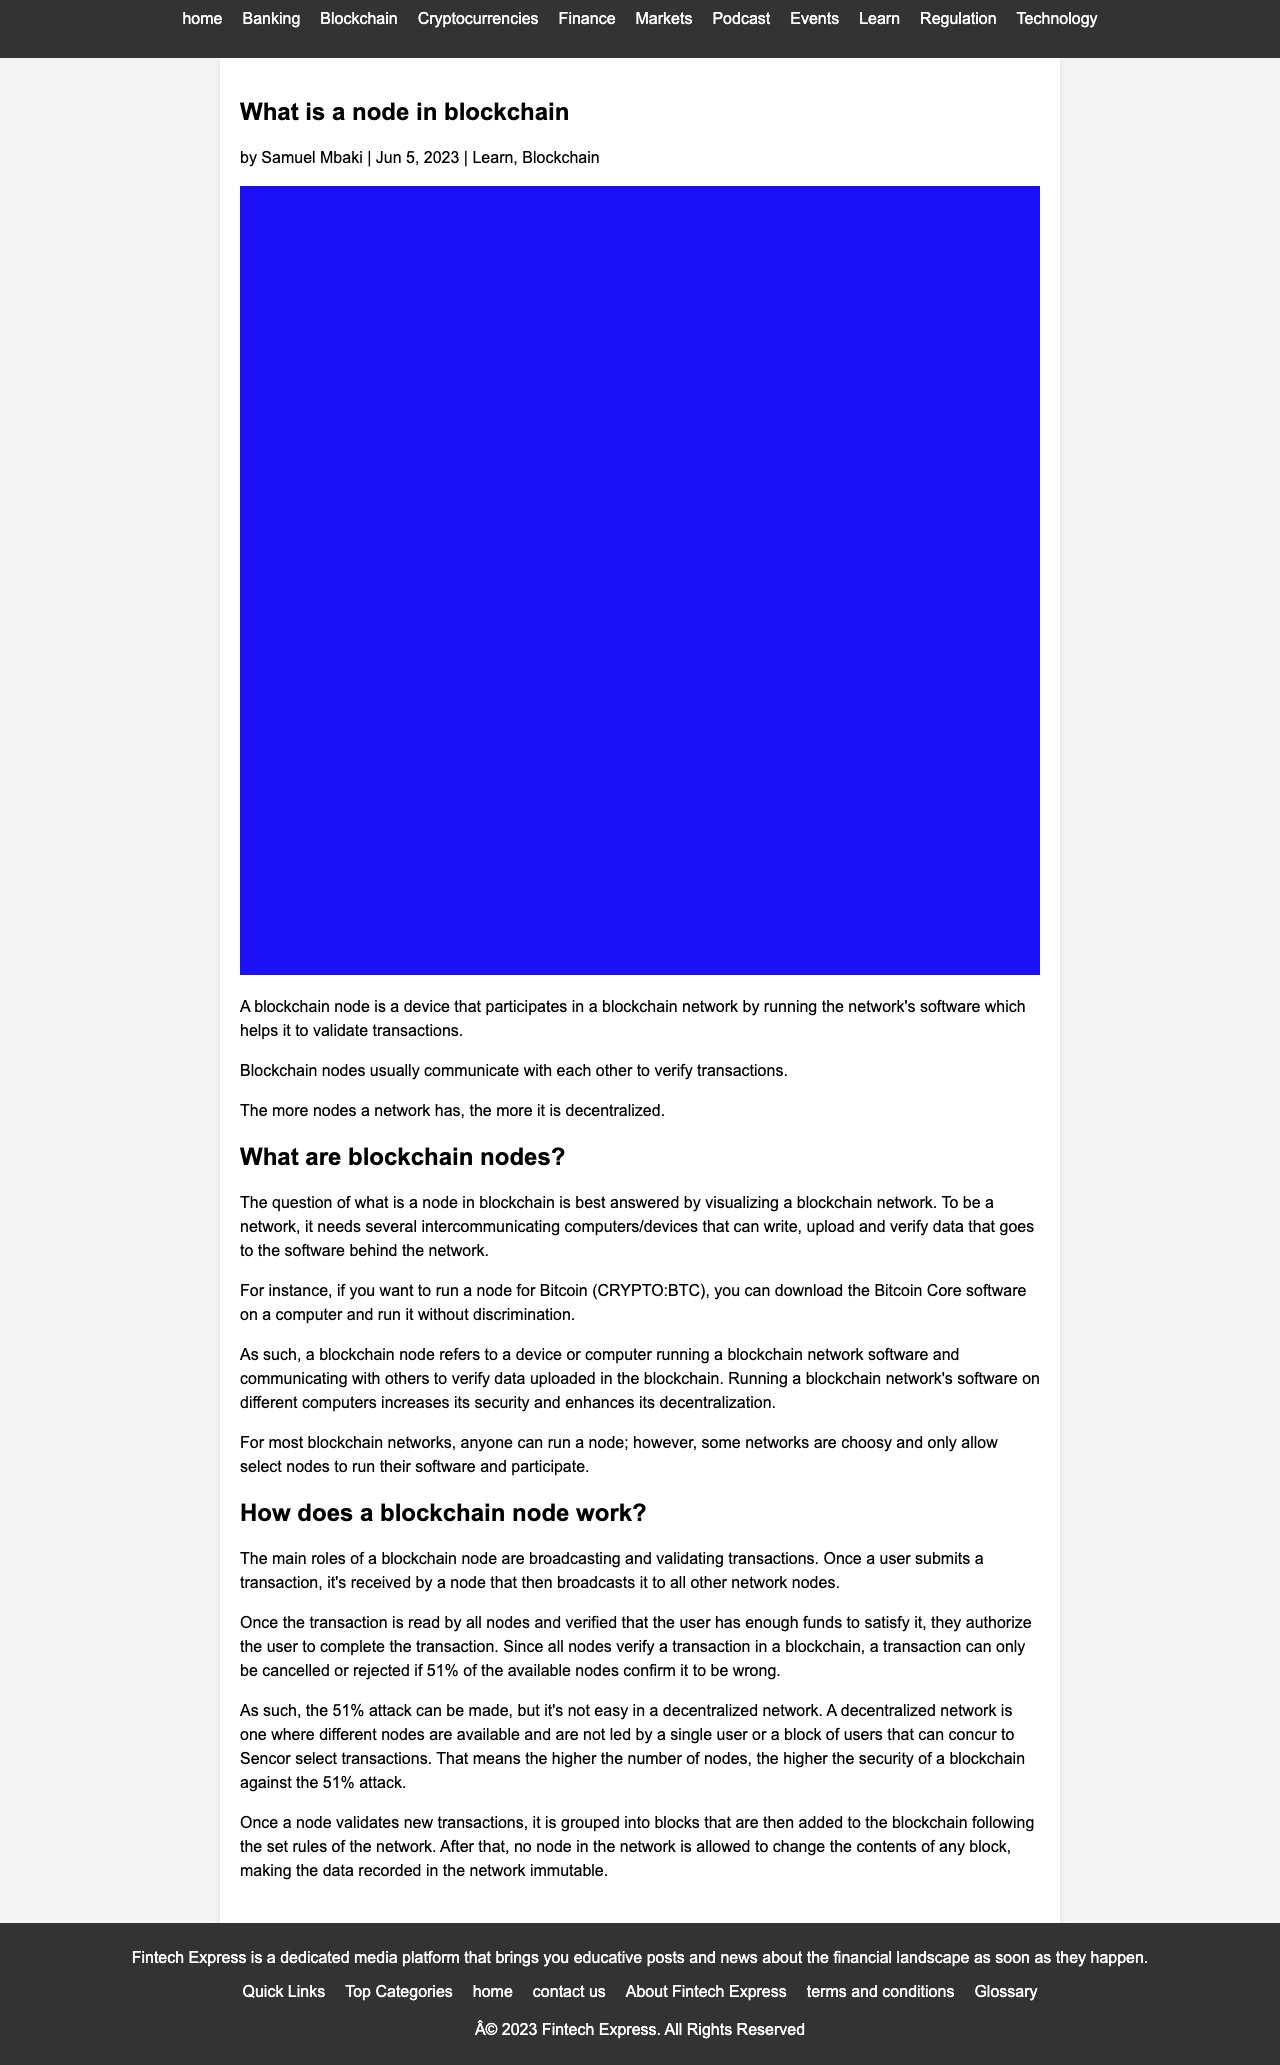 home Banking Blockchain Cryptocurrencies Finance Markets Podcast Events Learn Regulation Technology
What is a node in blockchain
by Samuel Mbaki | Jun 5, 2023 | Learn, Blockchain
A blockchain node is a device that participates in a blockchain network by running the network's software which
helps it to validate transactions.
Blockchain nodes usually communicate with each other to verify transactions.
The more nodes a network has, the more it is decentralized.
What are blockchain nodes?
The question of what is a node in blockchain is best answered by visualizing a blockchain network. To be a
network, it needs several intercommunicating computers/devices that can write, upload and verify data that goes
to the software behind the network.
For instance, if you want to run a node for Bitcoin (CRYPTO:BTC), you can download the Bitcoin Core software
on a computer and run it without discrimination.
As such, a blockchain node refers to a device or computer running a blockchain network software and
communicating with others to verify data uploaded in the blockchain. Running a blockchain network's software on
different computers increases its security and enhances its decentralization.
For most blockchain networks, anyone can run a node; however, some networks are choosy and only allow
select nodes to run their software and participate.
How does a blockchain node work?
The main roles of a blockchain node are broadcasting and validating transactions. Once a user submits a
transaction, it's received by a node that then broadcasts it to all other network nodes.
Once the transaction is read by all nodes and verified that the user has enough funds to satisfy it, they authorize
the user to complete the transaction. Since all nodes verify a transaction in a blockchain, a transaction can only
be cancelled or rejected if 51% of the available nodes confirm it to be wrong.
As such, the 51% attack can be made, but it's not easy in a decentralized network. A decentralized network is
one where different nodes are available and are not led by a single user or a block of users that can concur to
Sencor select transactions. That means the higher the number of nodes, the higher the security of a blockchain
against the 51% attack.
Once a node validates new transactions, it is grouped into blocks that are then added to the blockchain following
the set rules of the network. After that, no node in the network is allowed to change the contents of any block,
making the data recorded in the network immutable.
Fintech Express is a dedicated media platform that brings you educative posts and news about the financial landscape as soon as they happen.
Quick Links Top Categories home contact us About Fintech Express terms and conditions Glossary
Â© 2023 Fintech Express. All Rights Reserved